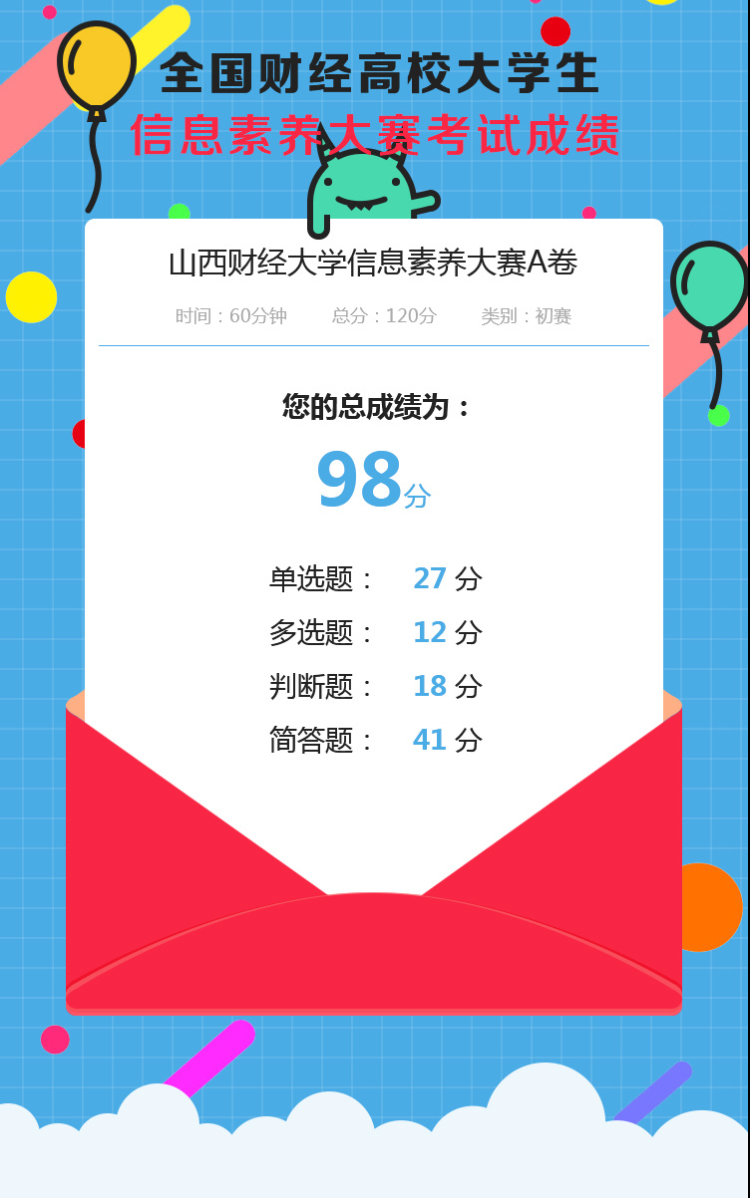 全国财经高校大学生
信息素养大赛考试成绩
山西财经大学信息素养大赛A卷
时间：60分钟 总分：120分 类别：初赛
您的总成绩为：
98分
单选题： 27 分
多选题： 12 分
判断题： 18 分
简答题： 41 分